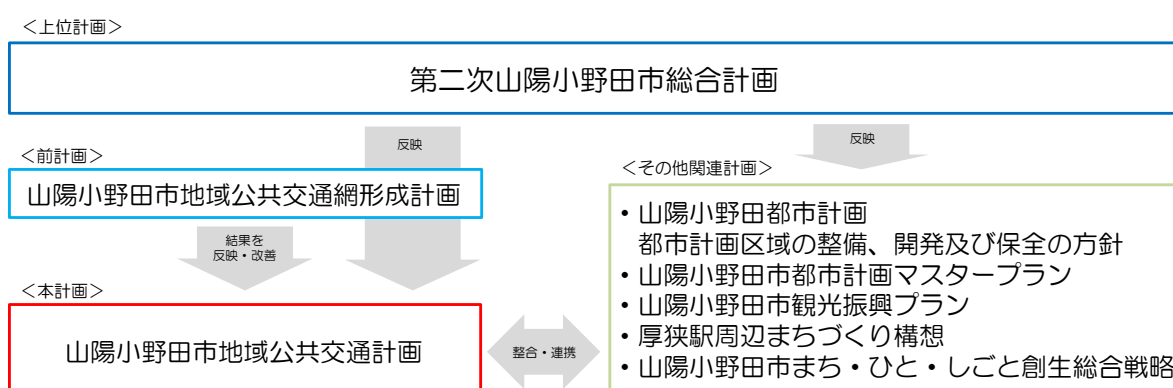 ＜上位計画＞
第二次山陽小野田市総合計画
反映
反映
＜前計画＞
山陽小野田市地域公共交通網形成計画
結果を
反映・改善
＜本計画＞
山陽小野田市地域公共交通計画
整合・連携
＜その他関連計画＞
・山陽小野田都市計画
都市計画区域の整備、開発及び保全の方針
・山陽小野田市都市計画マスタープラン
・山陽小野田市観光振興プラン
・厚狭駅周辺まちづくり構想
・山陽小野田市まち・ひと・しごと創生総合戦略